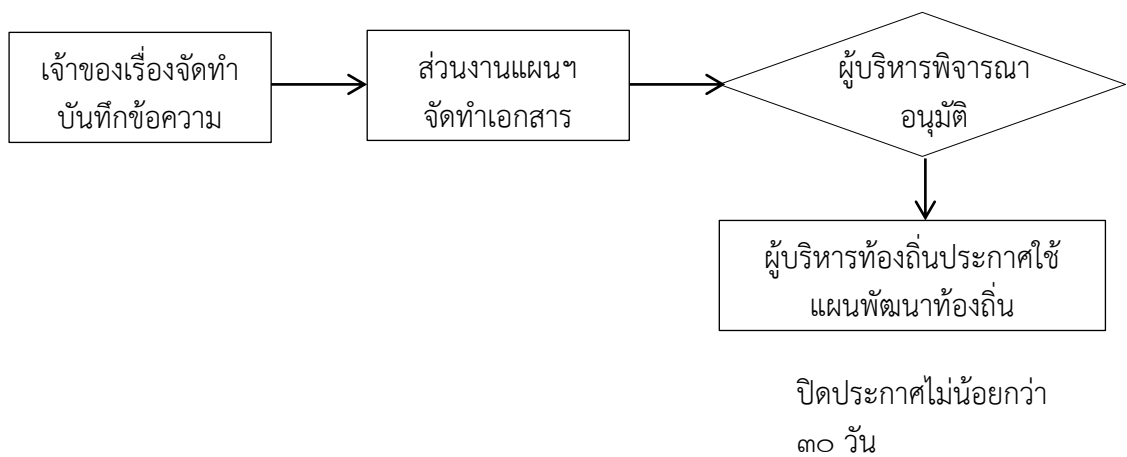 เจ้าของเรื่องจัดทำ
บันทึกข้อความ
ส่วนงานแผนฯ
จัดทำเอกสาร
ผู้บริหารพิจารณา
อนุมัติ
ผู้บริหารท้องถิ่นประกาศใช้
แผนพัฒนาท้องถิ่น
ปิดประกาศไม่น้อยกว่า
๓๐ วัน